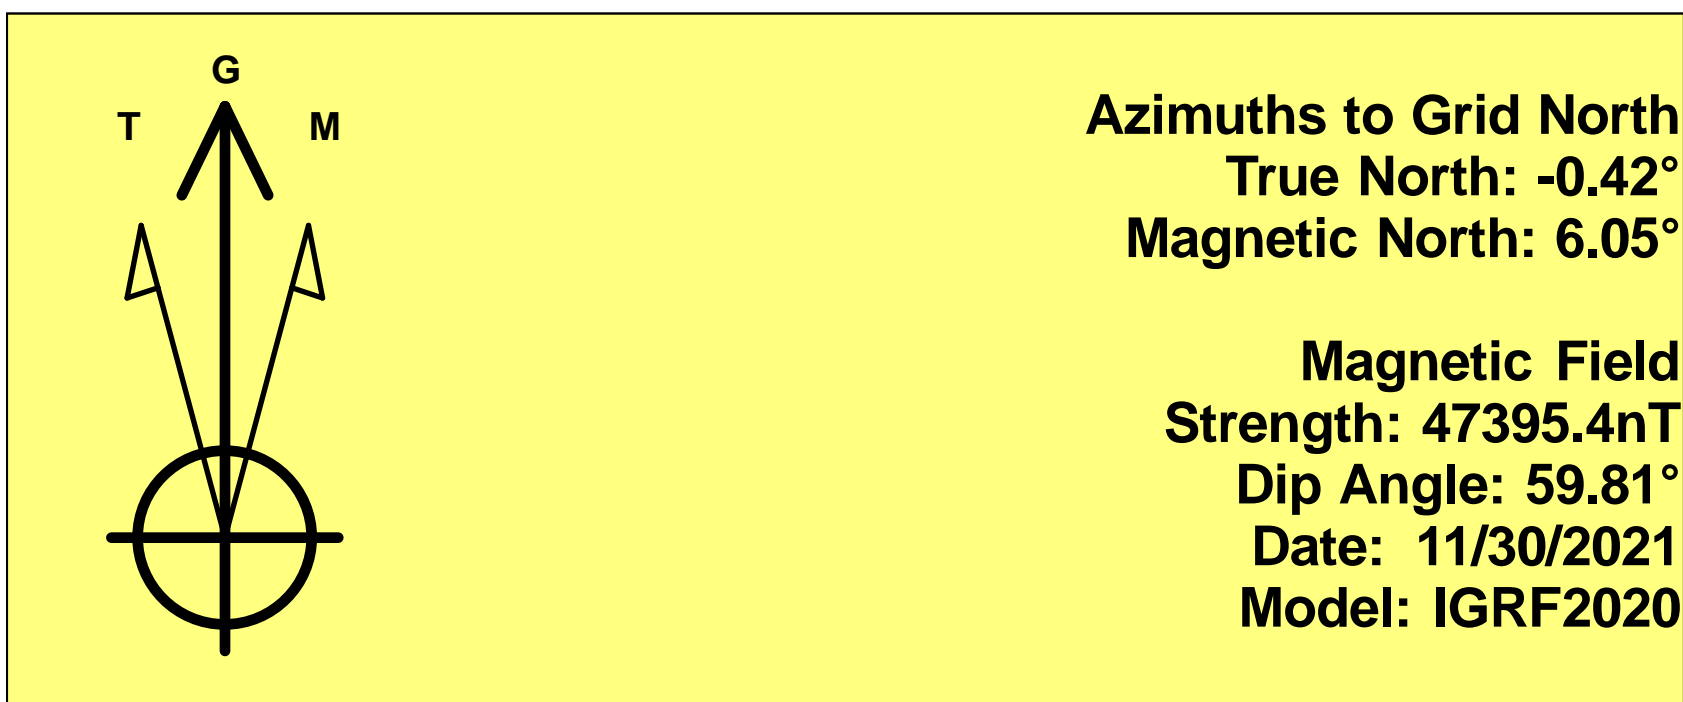 G
T
M
Azimuths to Grid North
True North: -0.42°
Magnetic North: 6.05°
Magnetic Field
Strength: 47395.4nT
Dip Angle: 59.81°
Date: 11/30/2021
Model: IGRF2020